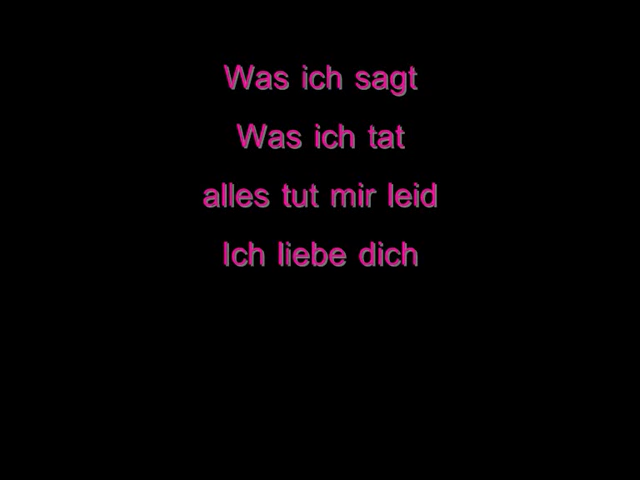 Was ich sagt
Was ich tat
alles tut mir leid
Ich liebe dich